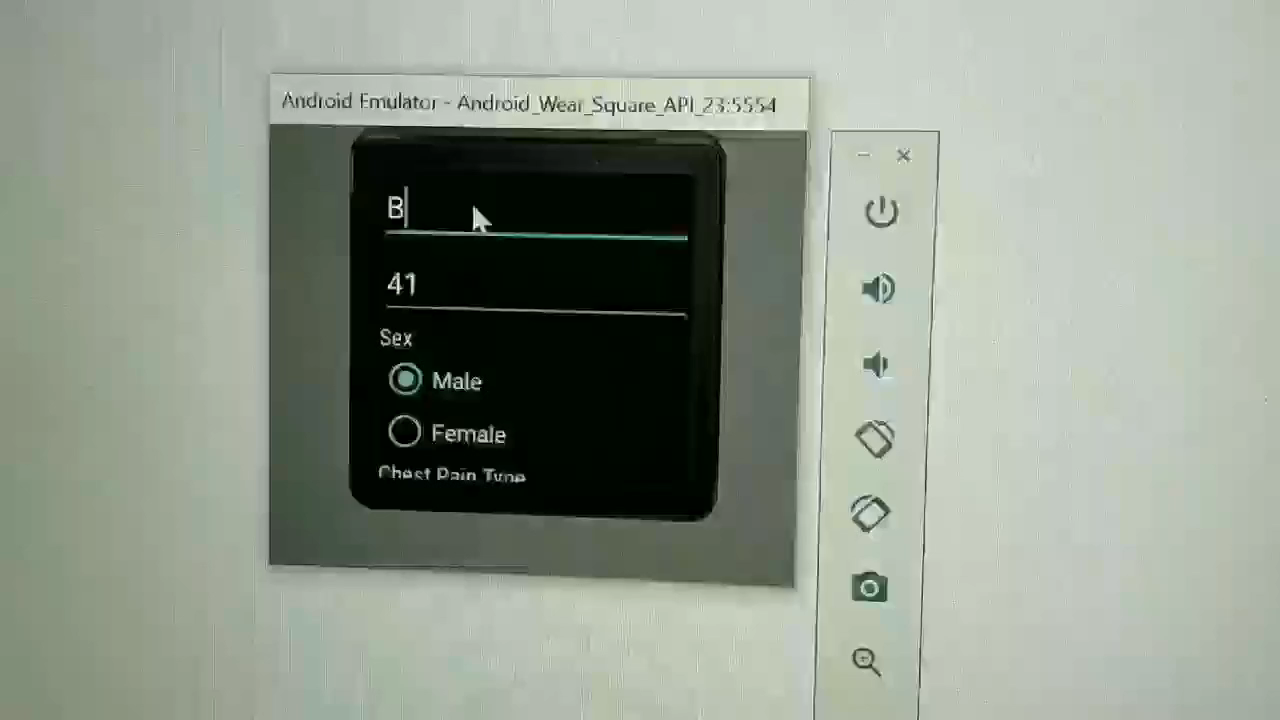 Android Emulator - Android_Wear_Square_API_23:5554
B
41
Sex
Male
Female
Chest Pain Type